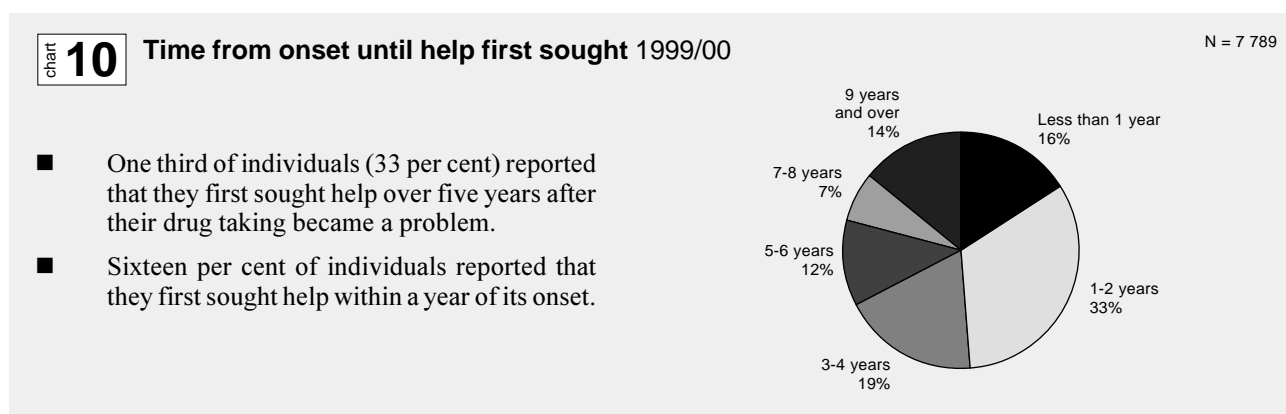 chart 10 Time from onset until help first sought 1999/00
N = 7 789
■ One third of individuals (33 per cent) reported
that they first sought help over five years after
their drug taking became a problem.
■ Sixteen per cent of individuals reported that
they first sought help within a year of its onset.
9 years
and over
14%
Less than 1 year
16%
7-8 years
7%
5-6 years
12%
1-2 years
33%
3-4 years
19%